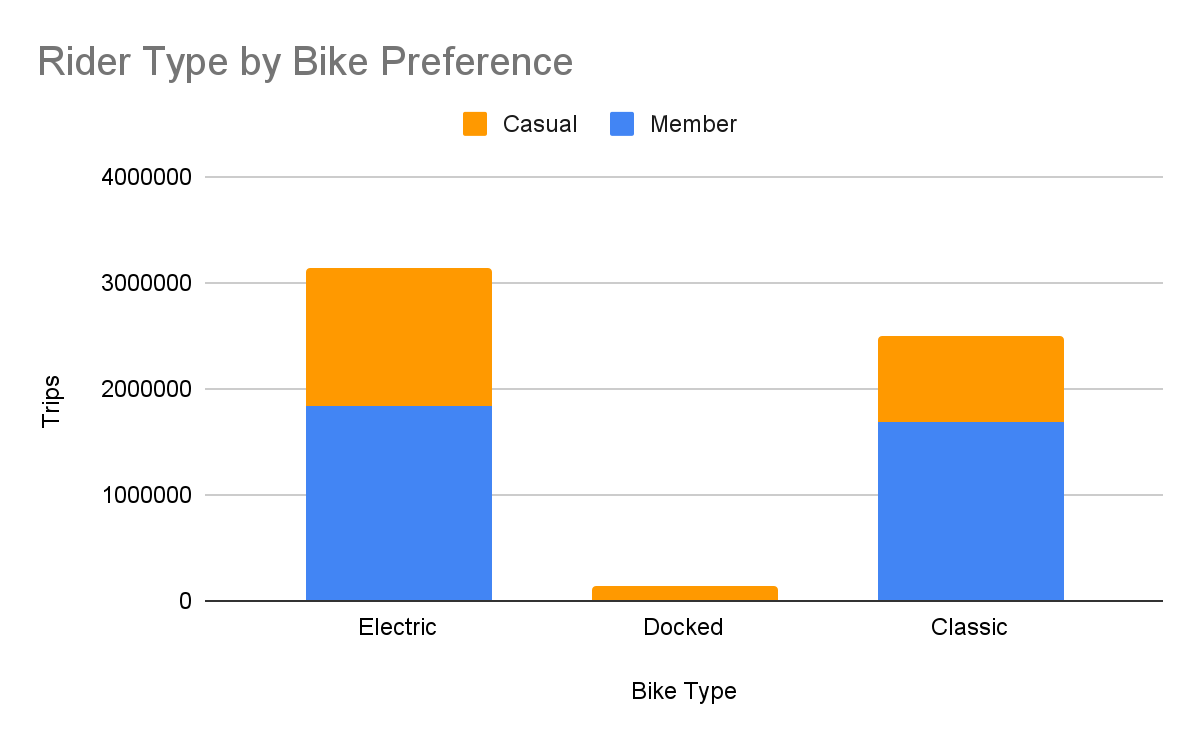 Rider Type by Bike Preference
Casual Member
4000000
3000000
2000000
1000000
0
Trips
Electric Docked Classic
Bike Type